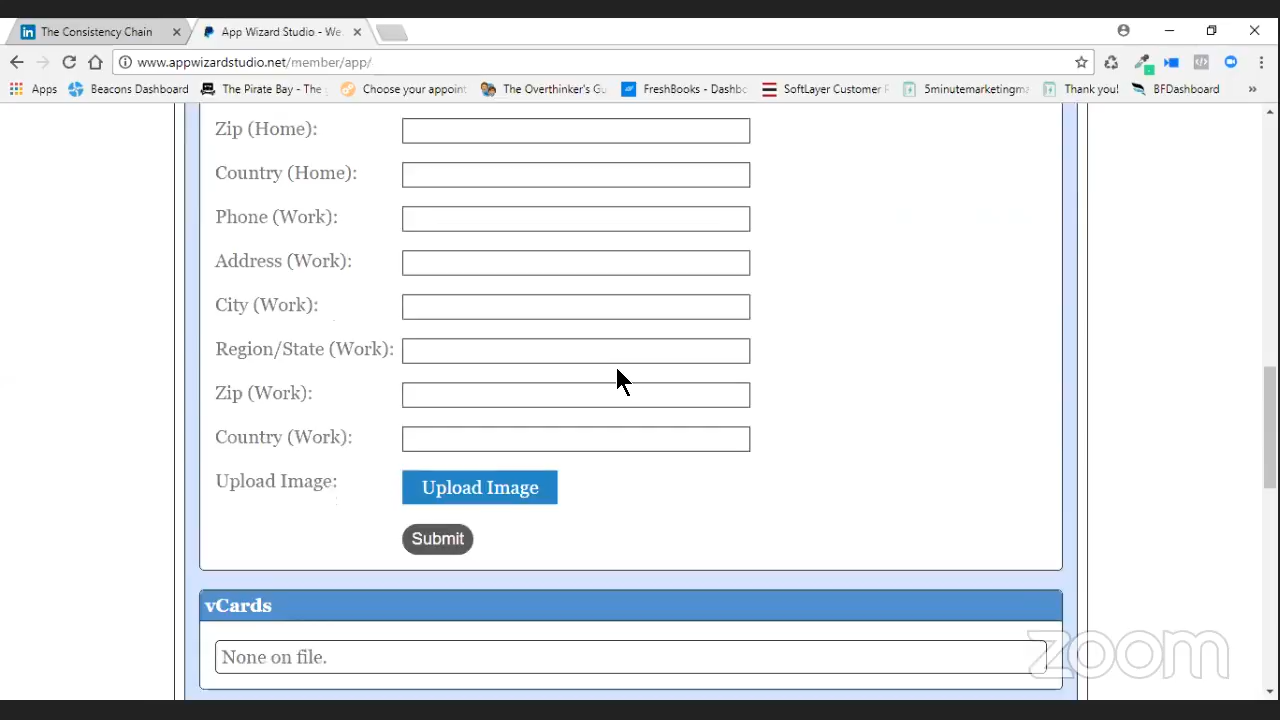 The Consistency Chain
App Wizard Studio - We
www.appwizardstudio.net/member/app/
Apps
Beacons Dashboard
The Pirate Bay - The
Choose your appoint
The Overthinker's Gu
FreshBooks - Dashbo
SoftLayer Customer
5minutemarketingma
Thank you!
BFDashboard
Zip (Home):
Country (Home):
Phone (Work):
Address (Work):
City (Work):
Region/State (Work):
Zip (Work):
Country (Work):
Upload Image:
Upload Image
Submit
vCards
None on file.
zoom